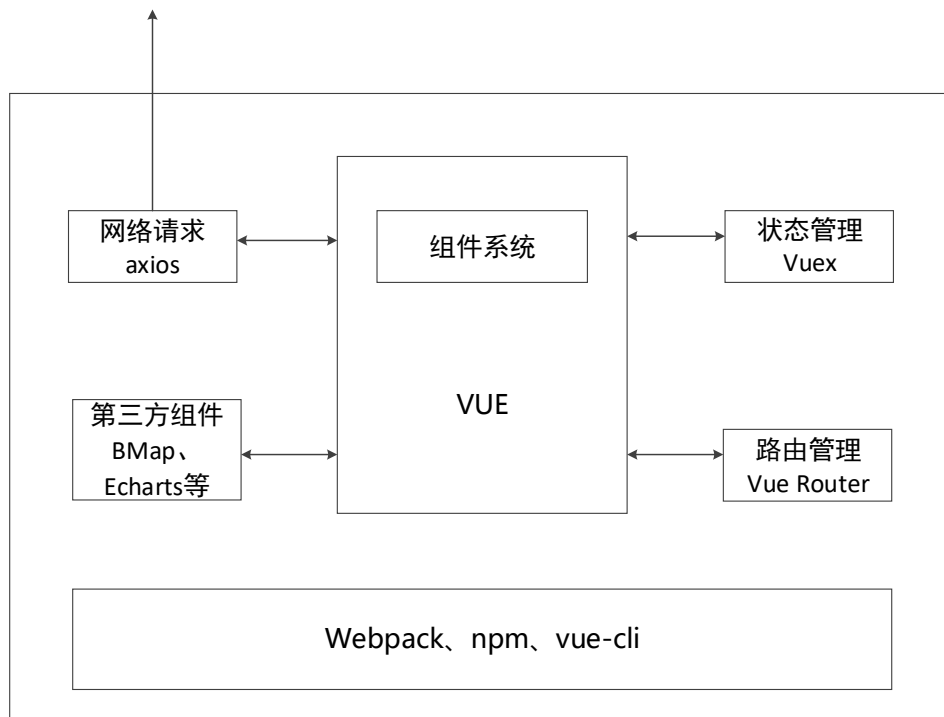 网络请求
axios
组件系统
状态管理
Vuex
第三方组件
BMap、
Echarts等
VUE
路由管理
Vue Router
Webpack、npm、vue-cli